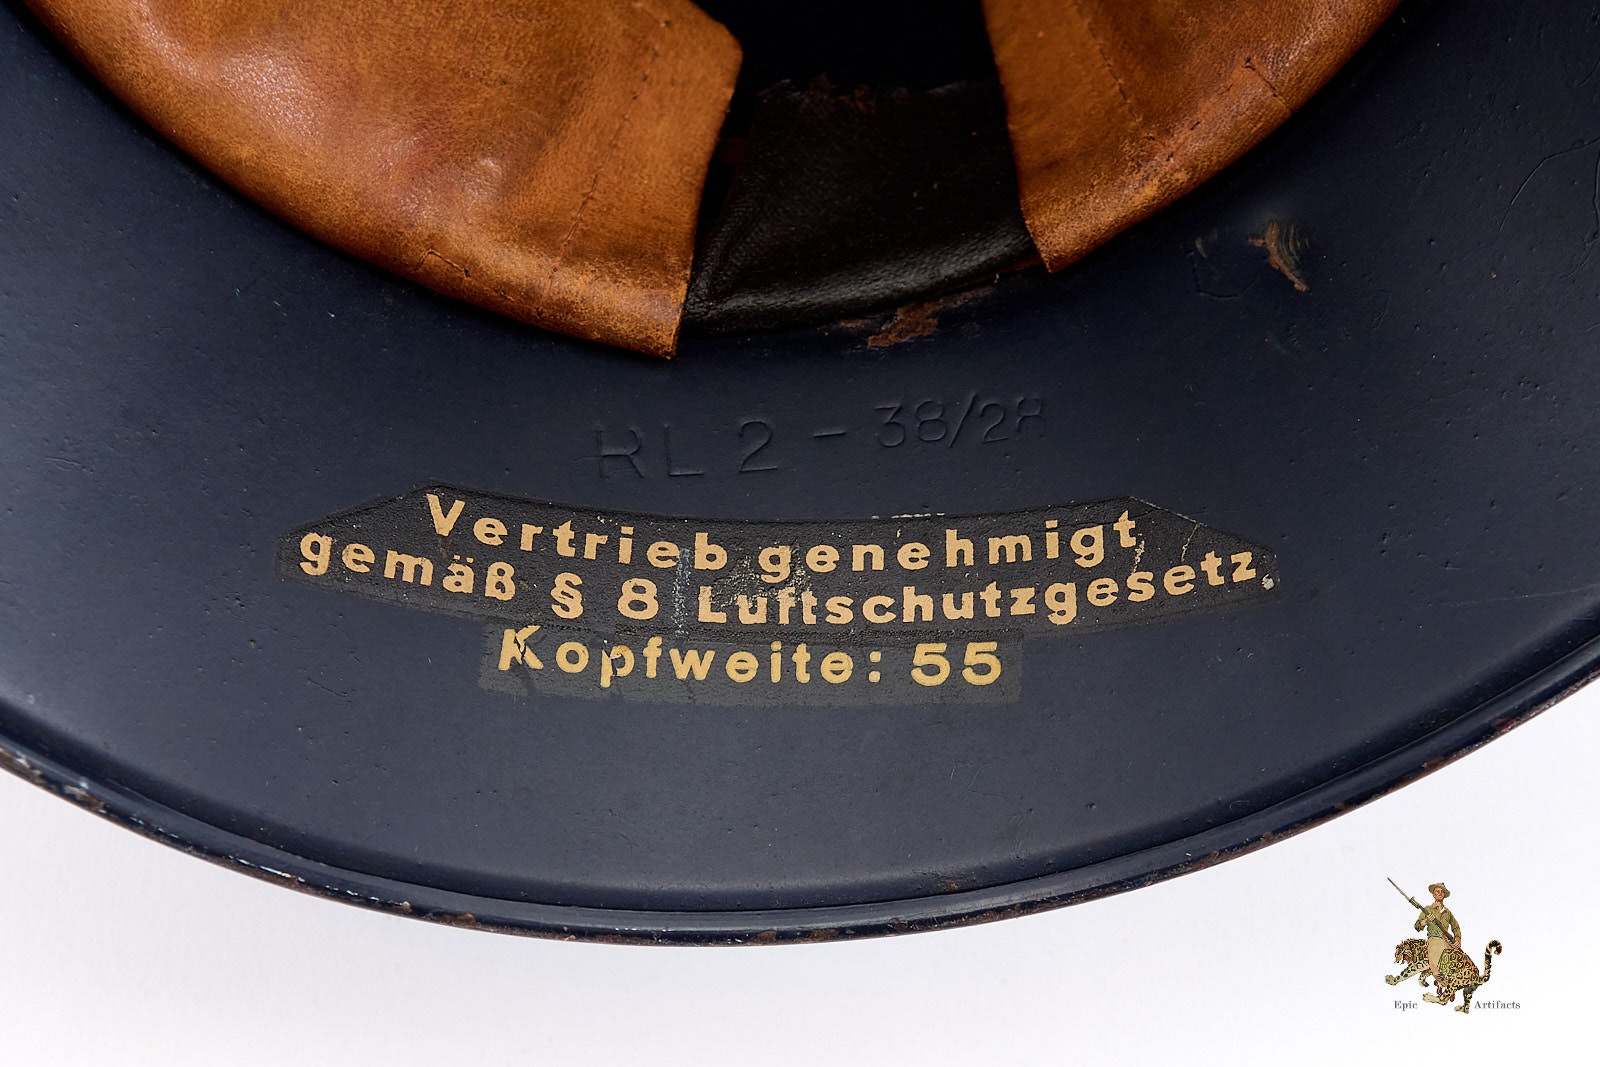 RL 2 - 38/28
Vertrieb genehmigt
gemäß § 8 Luftschutzgesetz
Kopfweite: 55
Epic Artifacts